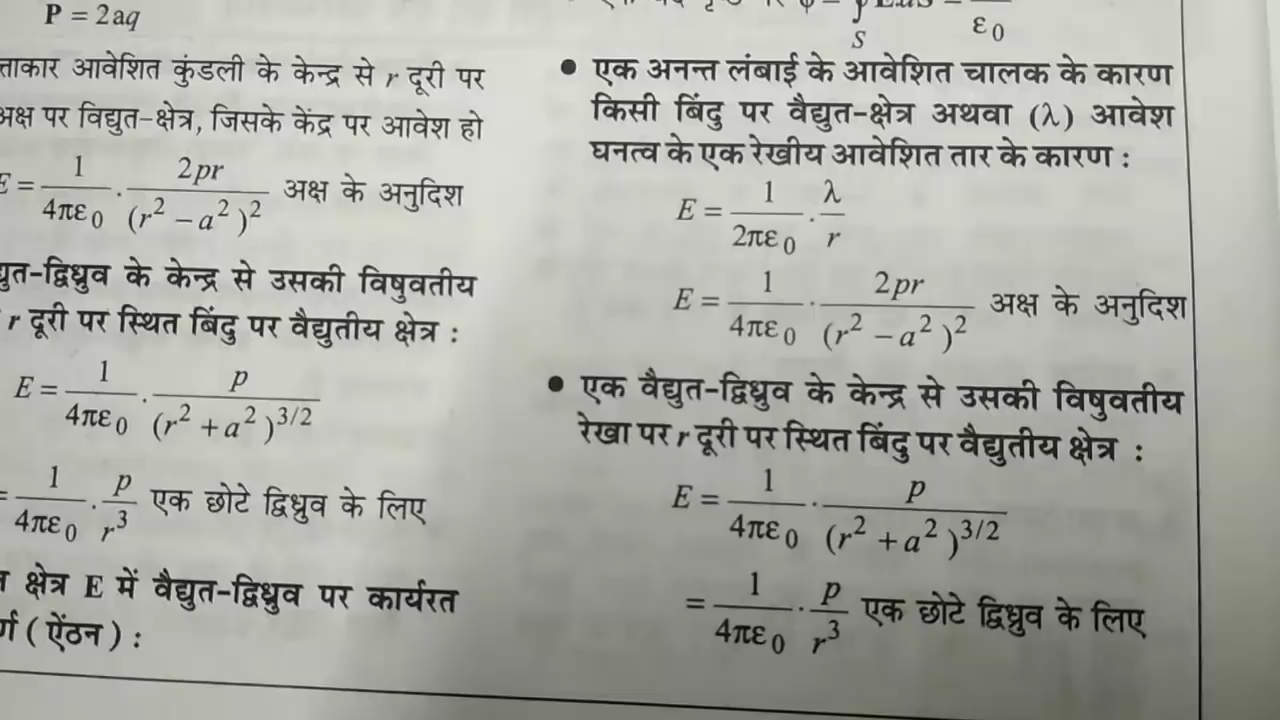 P = 2aq
त्ताकार आवेशित कुंडली के केन्द्र से r दूरी पर
अक्ष पर विद्युत-क्षेत्र, जिसके केंद्र पर आवेश हो
E = 1/4πε₀ · 2pr/(r² – a²)² अक्ष के अनुदिश
द्युत-द्विध्रुव के केन्द्र से उसकी विषुवतीय
r दूरी पर स्थित बिंदु पर वैद्युतीय क्षेत्र :
E = 1/4πε₀ · p/(r² + a²)^3/2
= 1/4πε₀ · p/r³ एक छोटे द्विध्रुव के लिए
क्षेत्र E में वैद्युत-द्विध्रुव पर कार्यरत
(ऐंठन) :
S ε₀
• एक अनन्त लंबाई के आवेशित चालक के कारण
किसी बिंदु पर वैद्युत-क्षेत्र अथवा (λ) आवेश
घनत्व के एक रेखीय आवेशित तार के कारण :
E = 1/2πε₀ · λ/r
E = 1/4πε₀ · 2pr/(r² – a²)² अक्ष के अनुदिश
• एक वैद्युत-द्विध्रुव के केन्द्र से उसकी विषुवतीय
रेखा पर r दूरी पर स्थित बिंदु पर वैद्युतीय क्षेत्र :
E = 1/4πε₀ · p/(r² + a²)^3/2
= 1/4πε₀ · p/r³ एक छोटे द्विध्रुव के लिए